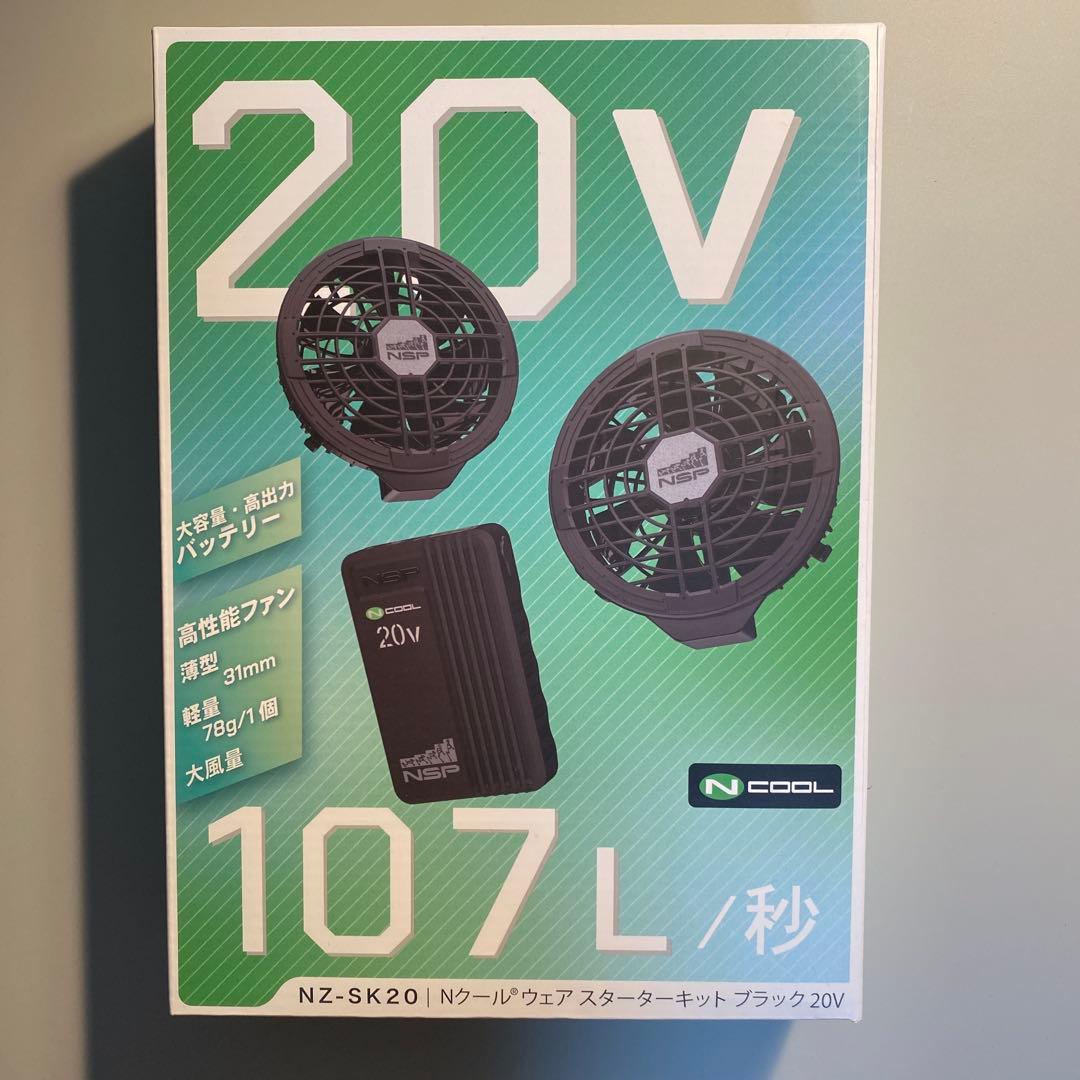 20V
NSP
NSP
大容量・高出力
バッテリー
NSP
N COOL
20V
高性能ファン
薄型 31mm
軽量 78g/1個
大風量
NSP
N COOL
107L/秒
NZ-SK20 | Nクール®ウェア スターターキット ブラック 20V